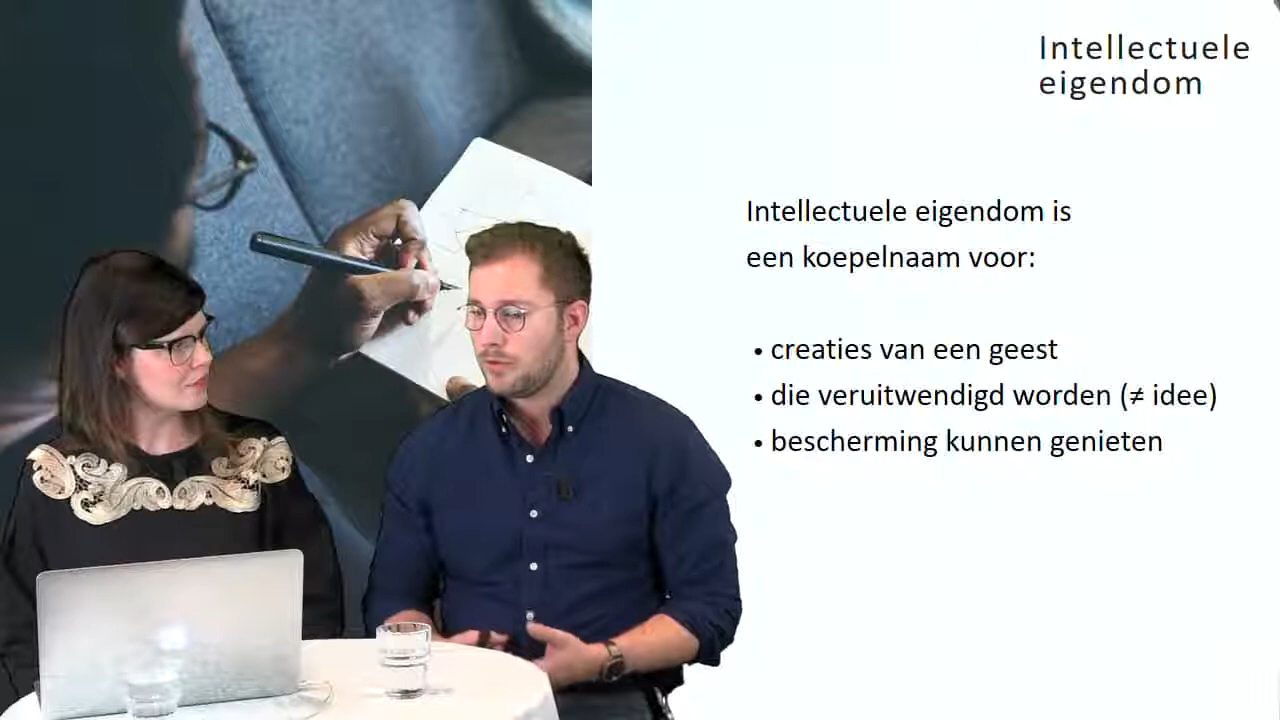 Intellectuele
eigendom
Intellectuele eigendom is
een koepelnaam voor:
• creaties van een geest
• die veruitwendigd worden (≠ idee)
• bescherming kunnen genieten